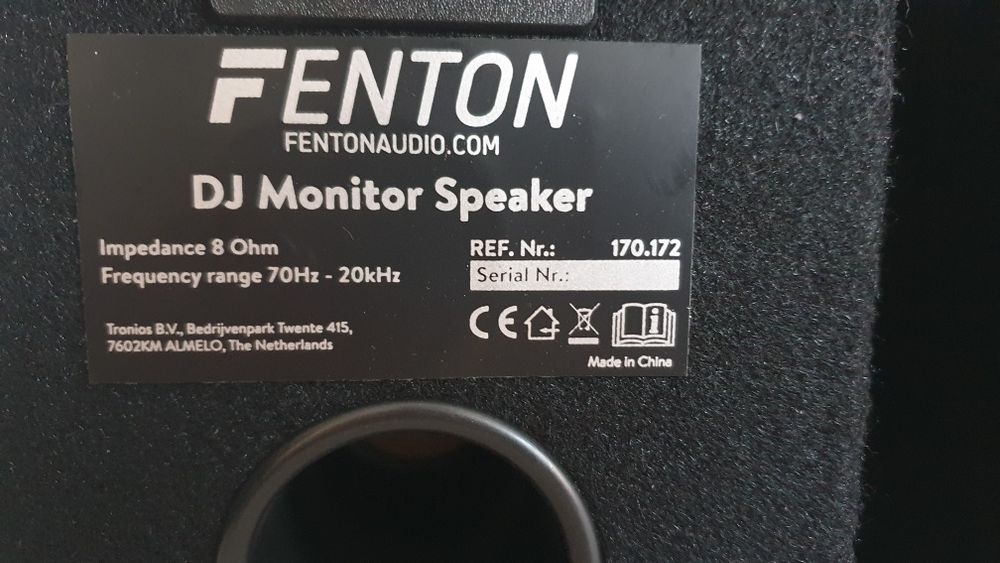 FENTON
FENTONAUDIO.COM
DJ Monitor Speaker
Impedance 8 Ohm
Frequency range 70Hz - 20kHz
REF. Nr.: 170.172
Serial Nr.:
Tronios B.V., Bedrijvenpark Twente 415,
7602KM ALMELO, The Netherlands
CE
Made in China